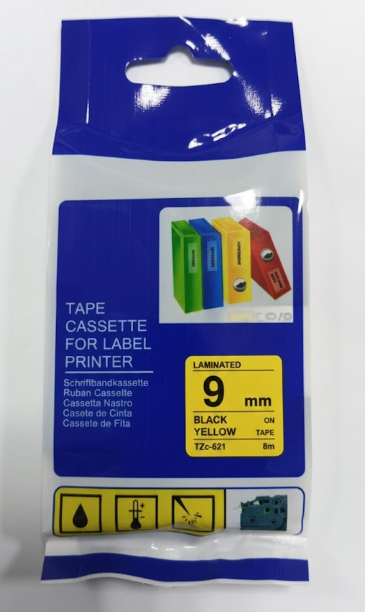 TAPE
CASSETTE
FOR LABEL
PRINTER
Schriftbandkassette
Ruban Cassette
Cassetta Nastro
Casete de Cinta
Cassete de Fita
LAMINATED
9 mm
BLACK ON
YELLOW TAPE
TZc-621 8m